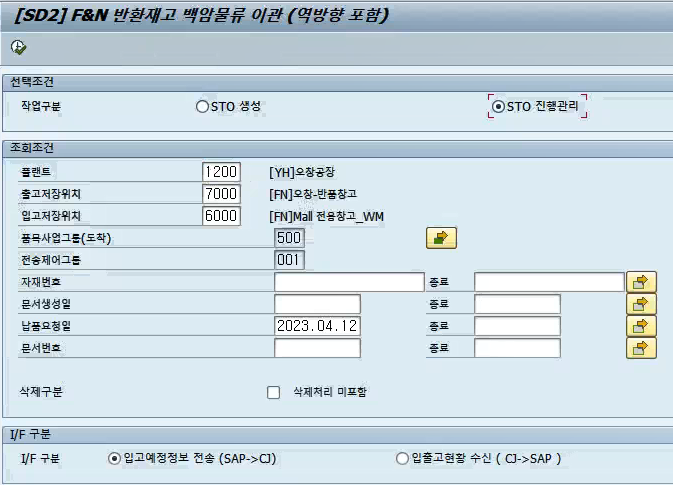 [SD2] F&N 반환재고 백암물류 이관 (역방향 포함)
선택조건
작업구분 STO 생성 STO 진행관리
조회조건
플랜트 1200 [YH]오창공장
출고저장위치 7000 [FN]오창-반품창고
입고저장위치 6000 [FN]Mall 전용창고_WM
품목사업그룹(도착) 500
전송제어그룹 001
자재번호 종료
문서생성일 종료
납품요청일 2023.04.12 종료
문서번호 종료
삭제구분 삭제처리 미포함
I/F 구분
I/F 구분 입고예정정보 전송 (SAP->CJ) 입출고현황 수신 ( CJ->SAP )